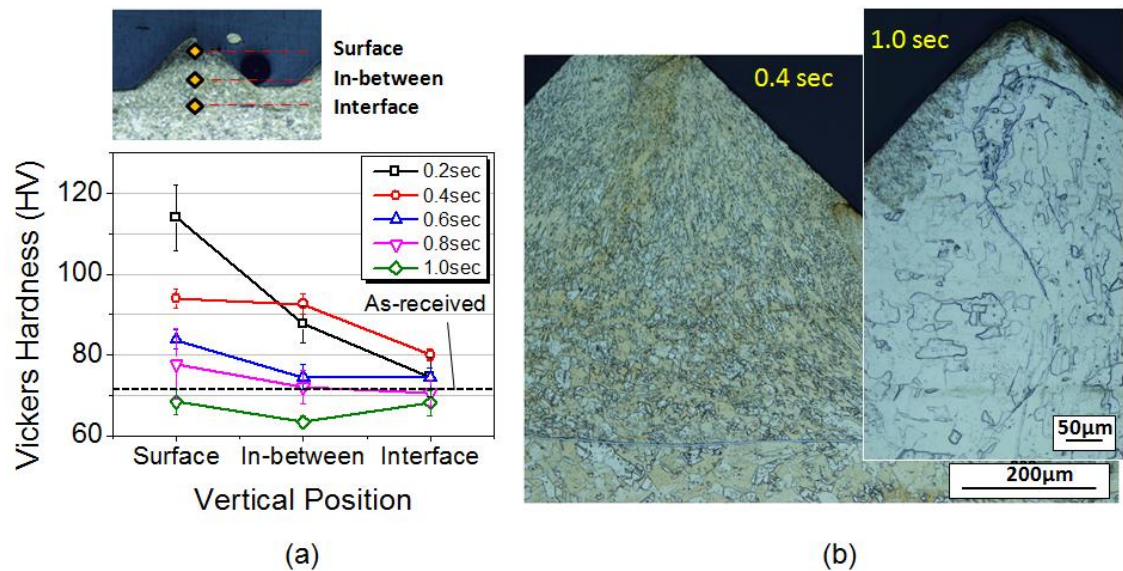 Surface
In-between
Interface
Vickers Hardness (HV)
120
100
80
60
0.2sec
0.4sec
0.6sec
0.8sec
1.0sec
As-received
Surface
In-between
Interface
Vertical Position
(a)
0.4 sec
1.0 sec
50μm
200μm
(b)